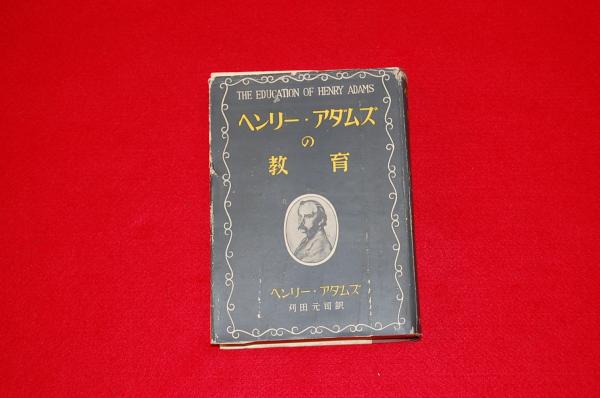 THE EDUCATION OF HENRY ADAMS
ヘンリー・アダムズ
の
教育
ヘンリー・アダムズ
刈田元司訳